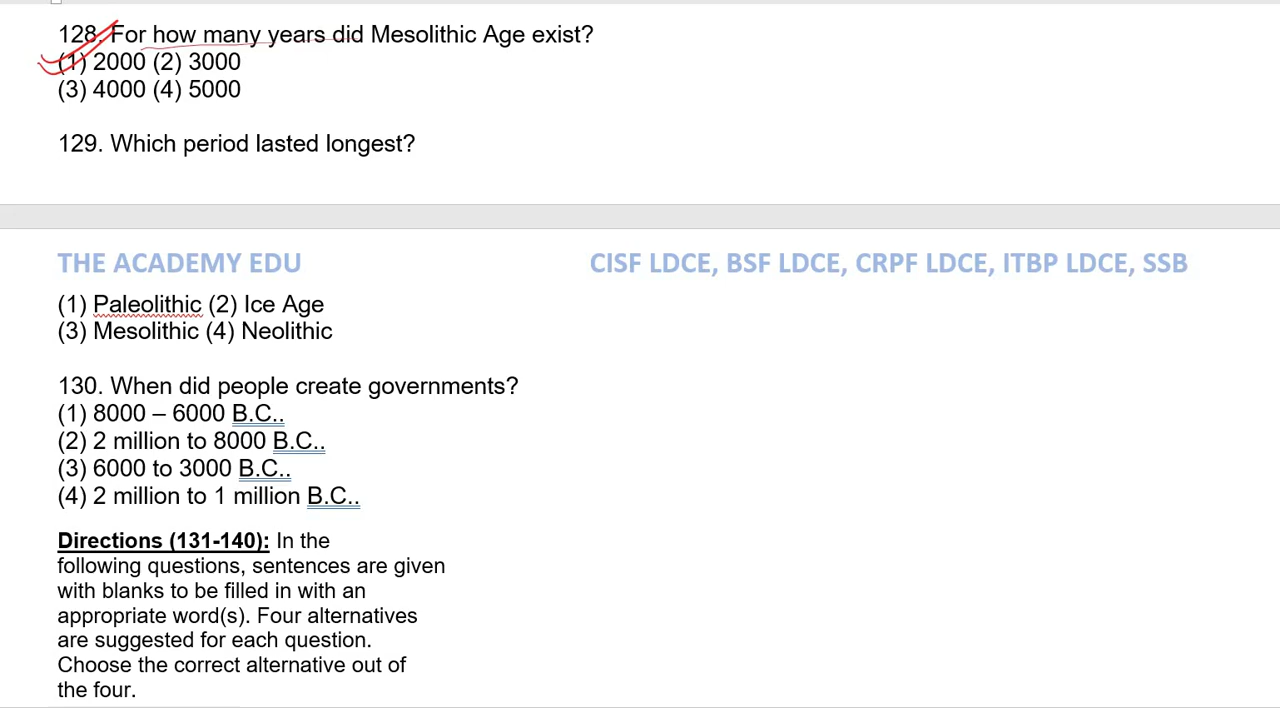 128. For how many years did Mesolithic Age exist?
(1) 2000 (2) 3000
(3) 4000 (4) 5000
129. Which period lasted longest?
THE ACADEMY EDU
CISF LDCE, BSF LDCE, CRPF LDCE, ITBP LDCE, SSB
(1) Paleolithic (2) Ice Age
(3) Mesolithic (4) Neolithic
130. When did people create governments?
(1) 8000 – 6000 B.C..
(2) 2 million to 8000 B.C..
(3) 6000 to 3000 B.C..
(4) 2 million to 1 million B.C..
Directions (131-140): In the
following questions, sentences are given
with blanks to be filled in with an
appropriate word(s). Four alternatives
are suggested for each question.
Choose the correct alternative out of
the four.